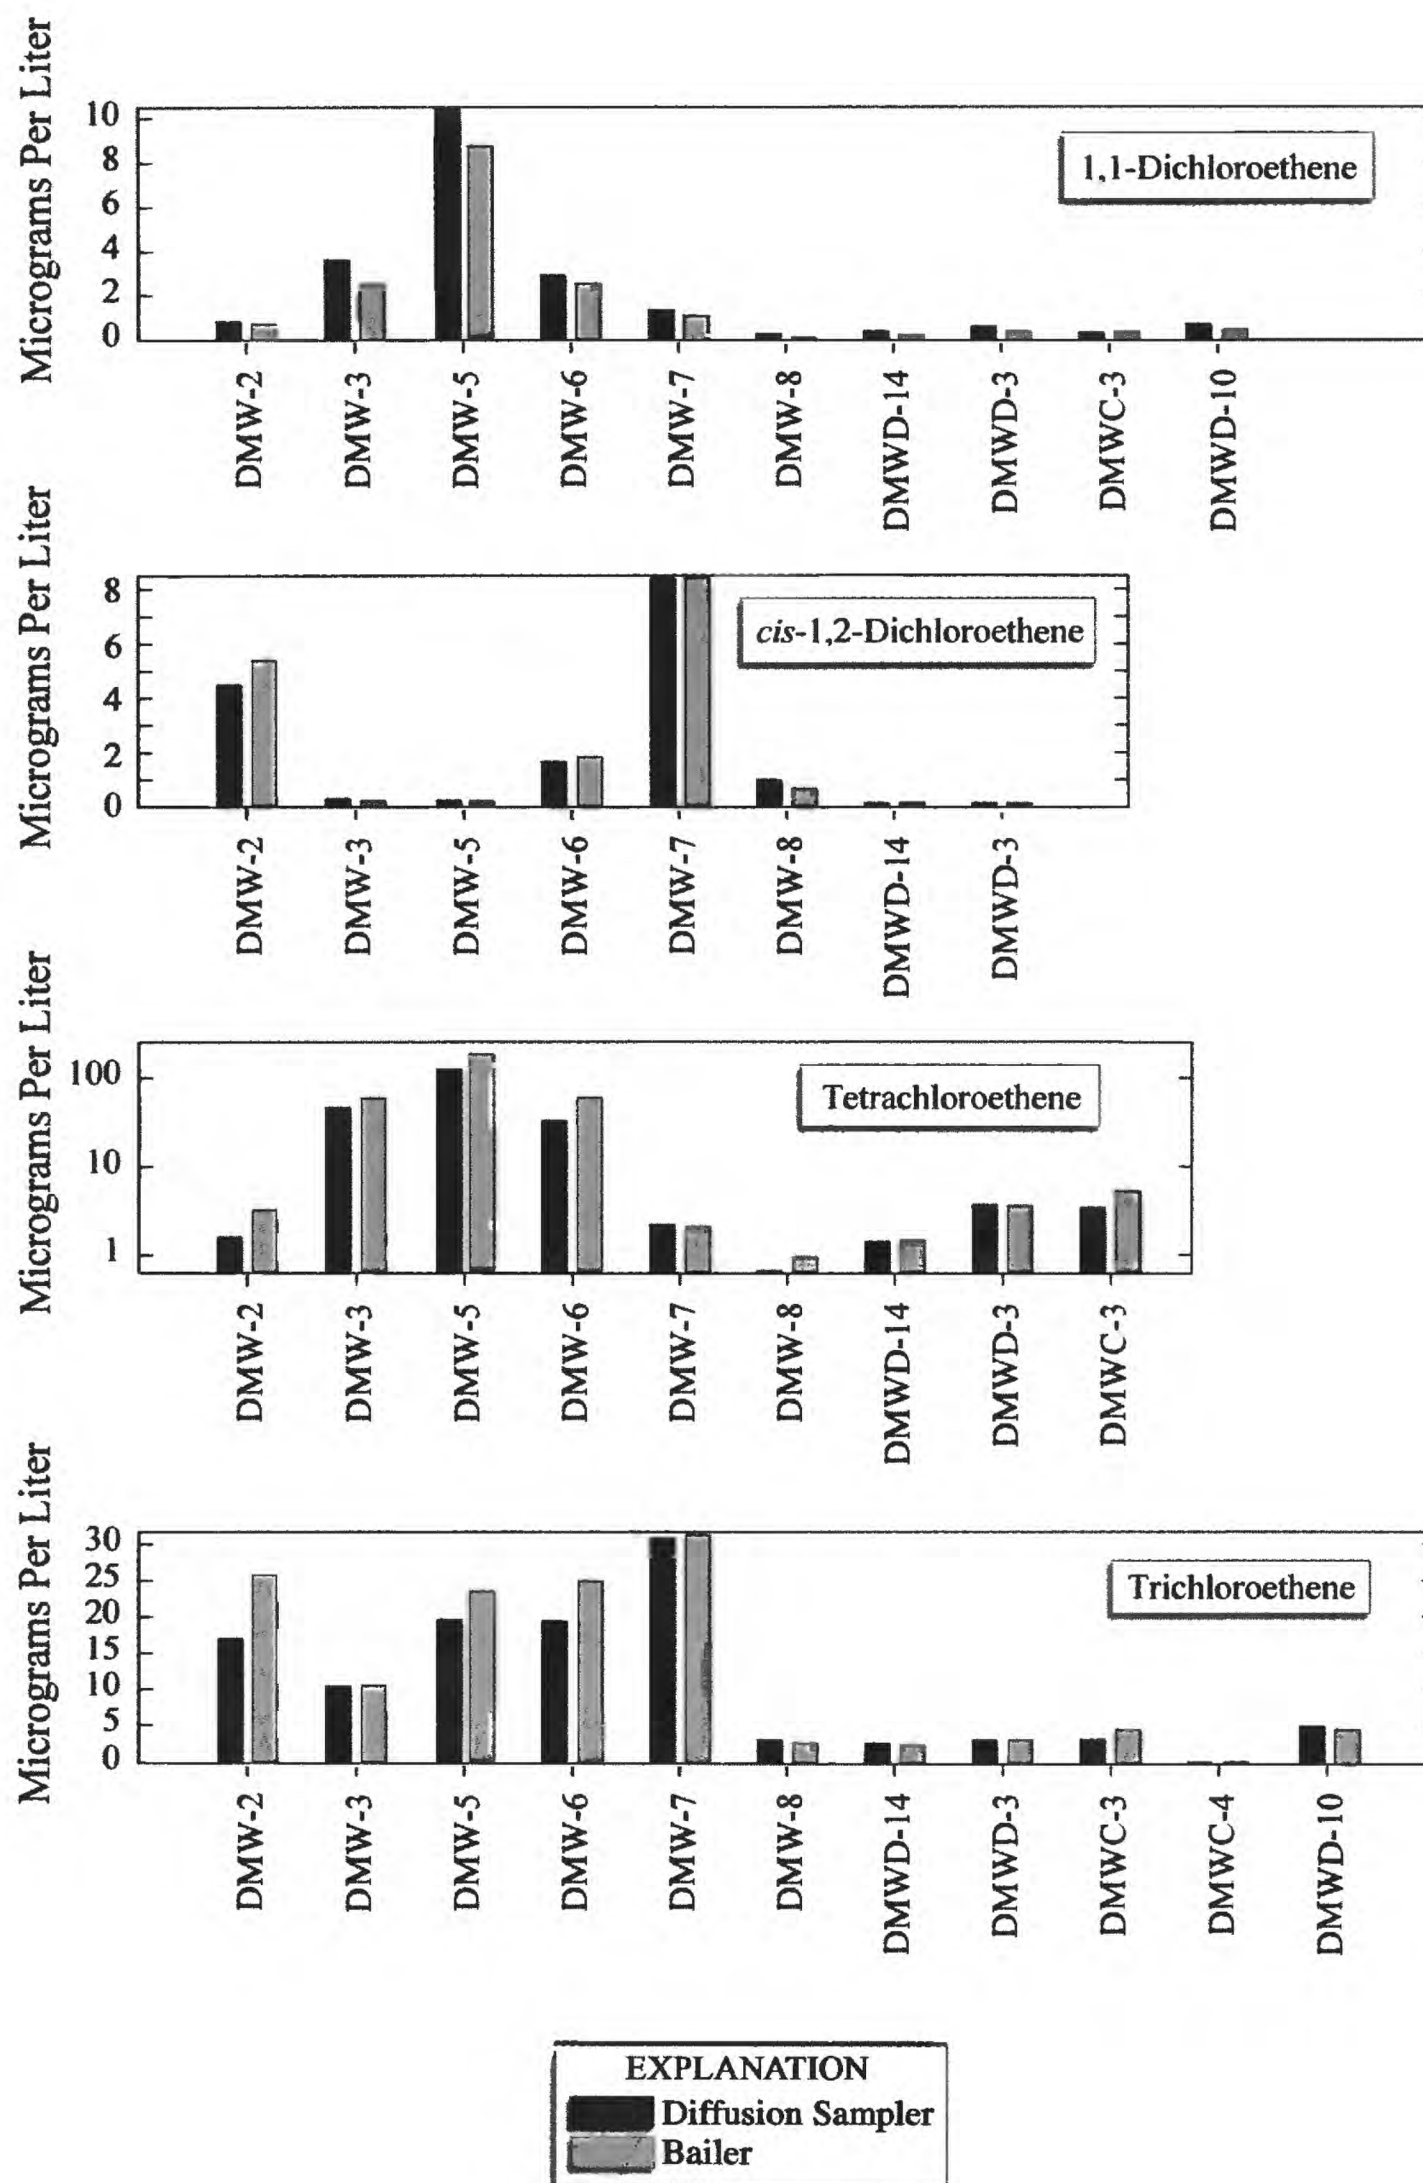 Micrograms Per Liter
10
8
6
4
2
0
1,1-Dichloroethene
DMW-2
DMW-3
DMW-5
DMW-6
DMW-7
DMW-8
DMWD-14
DMWD-3
DMWC-3
DMWD-10
Micrograms Per Liter
8
6
4
2
0
cis-1,2-Dichloroethene
DMW-2
DMW-3
DMW-5
DMW-6
DMW-7
DMW-8
DMWD-14
DMWD-3
Micrograms Per Liter
100
10
1
Tetrachloroethene
DMW-2
DMW-3
DMW-5
DMW-6
DMW-7
DMW-8
DMWD-14
DMWD-3
DMWC-3
Micrograms Per Liter
30
25
20
15
10
5
0
Trichloroethene
DMW-2
DMW-3
DMW-5
DMW-6
DMW-7
DMW-8
DMWD-14
DMWD-3
DMWC-3
DMWC-4
DMWD-10
EXPLANATION
Diffusion Sampler
Bailer